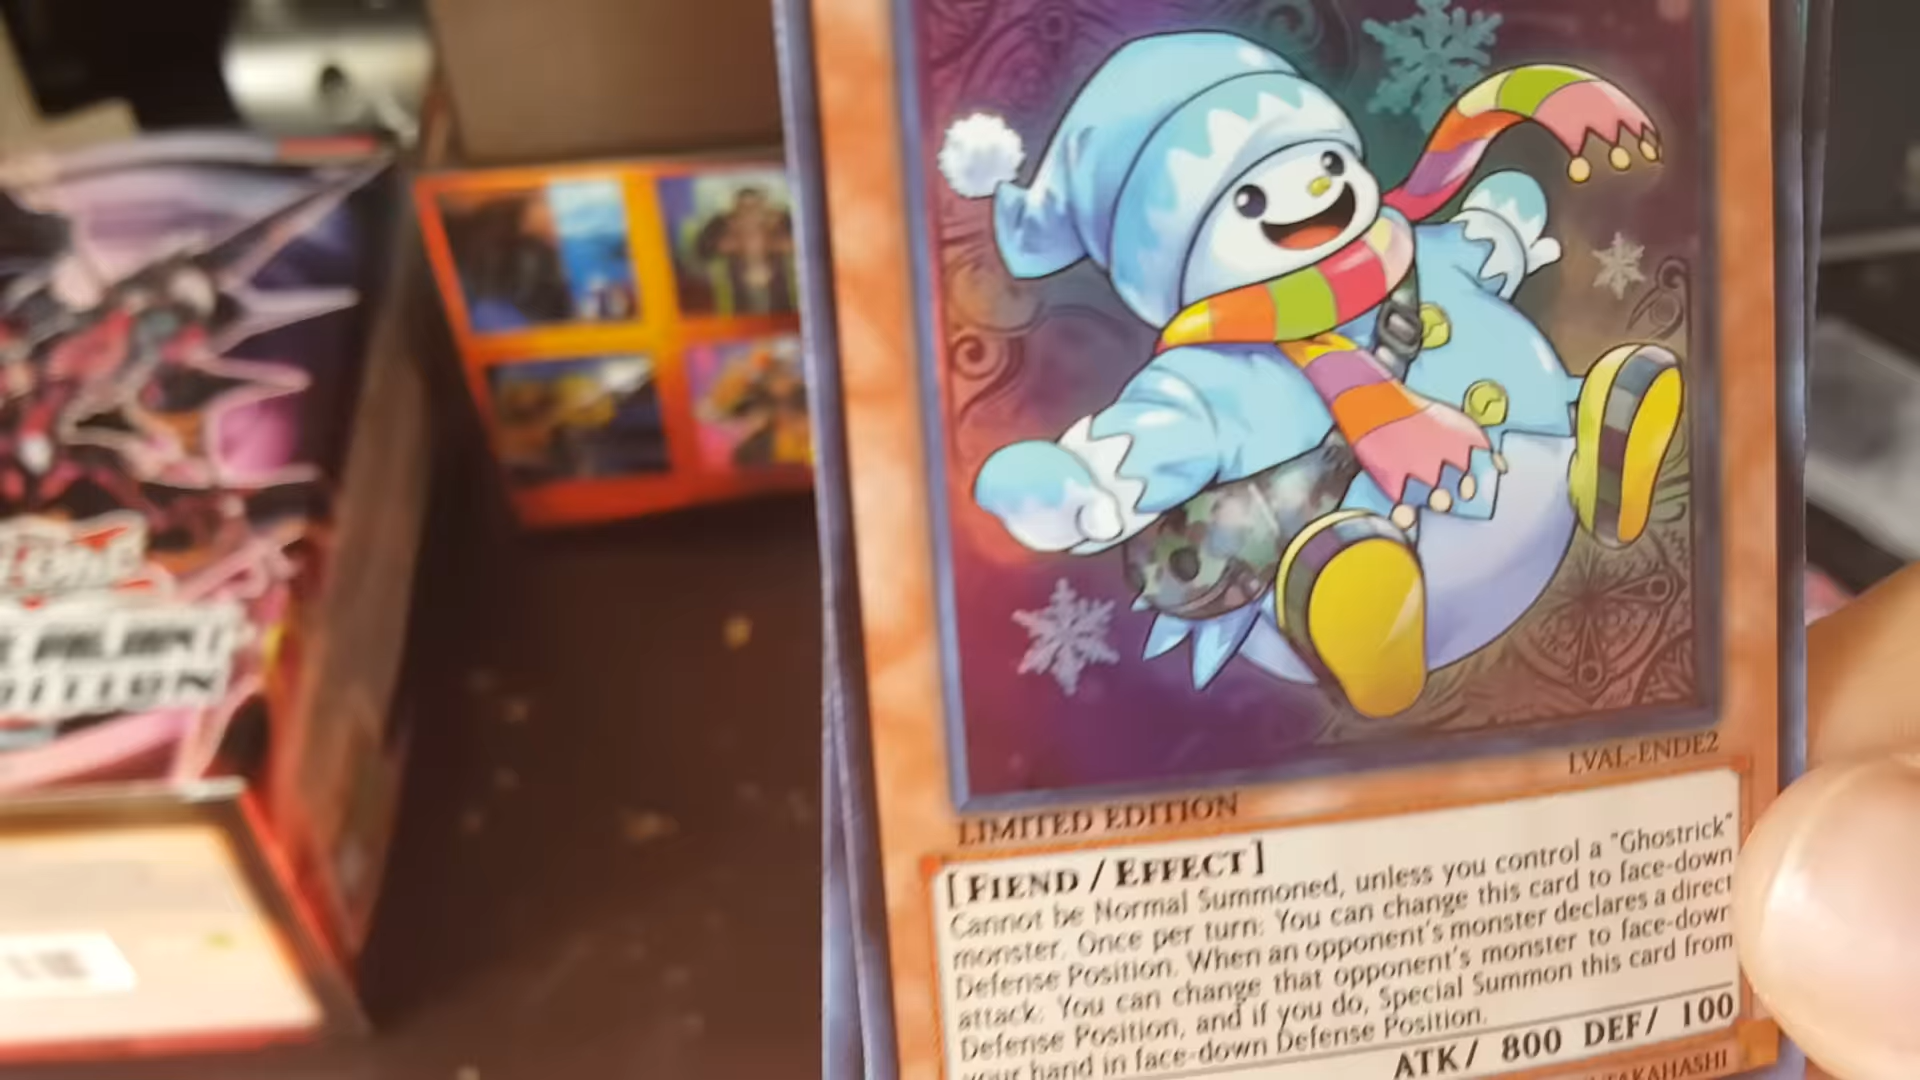 LVAL-ENDE2
LIMITED EDITION
[ FIEND / EFFECT ]
Cannot be Normal Summoned, unless you control a "Ghostrick"
monster. Once per turn: You can change this card to face-down
Defense Position. When an opponent's monster declares a direct
attack: You can change that opponent's monster to face-down
Defense Position, and if you do, Special Summon this card from
your hand in face-down Defense Position.
ATK/ 800 DEF/ 100
TAKAHASHI